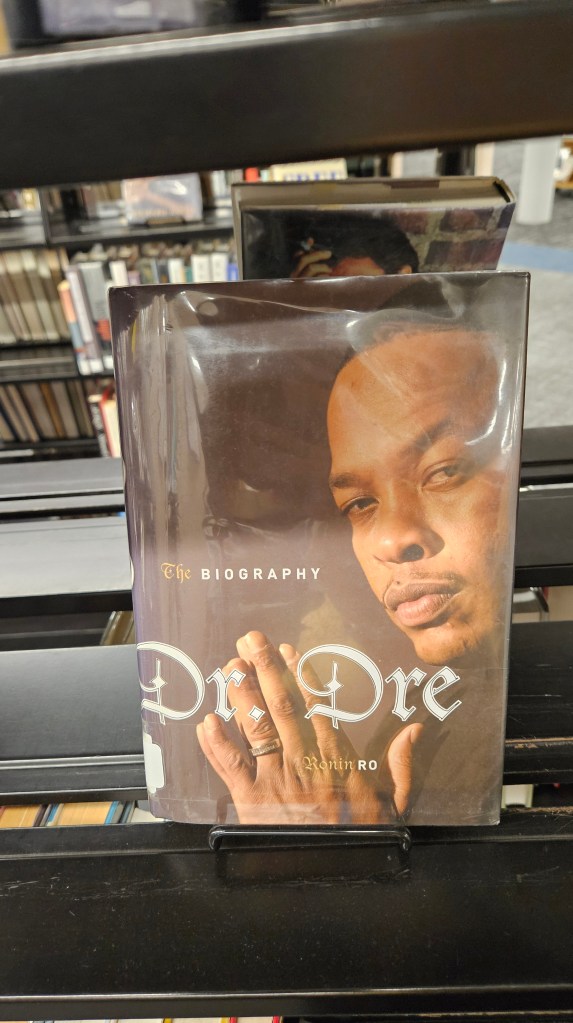 The BIOGRAPHY
Dr. Dre
Ronin RO